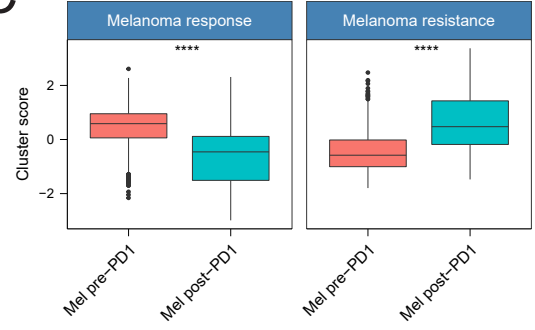 Melanoma response
Melanoma resistance
****
****
Cluster score
2
0
−2
Mel pre−PD1
Mel post−PD1
Mel pre−PD1
Mel post−PD1